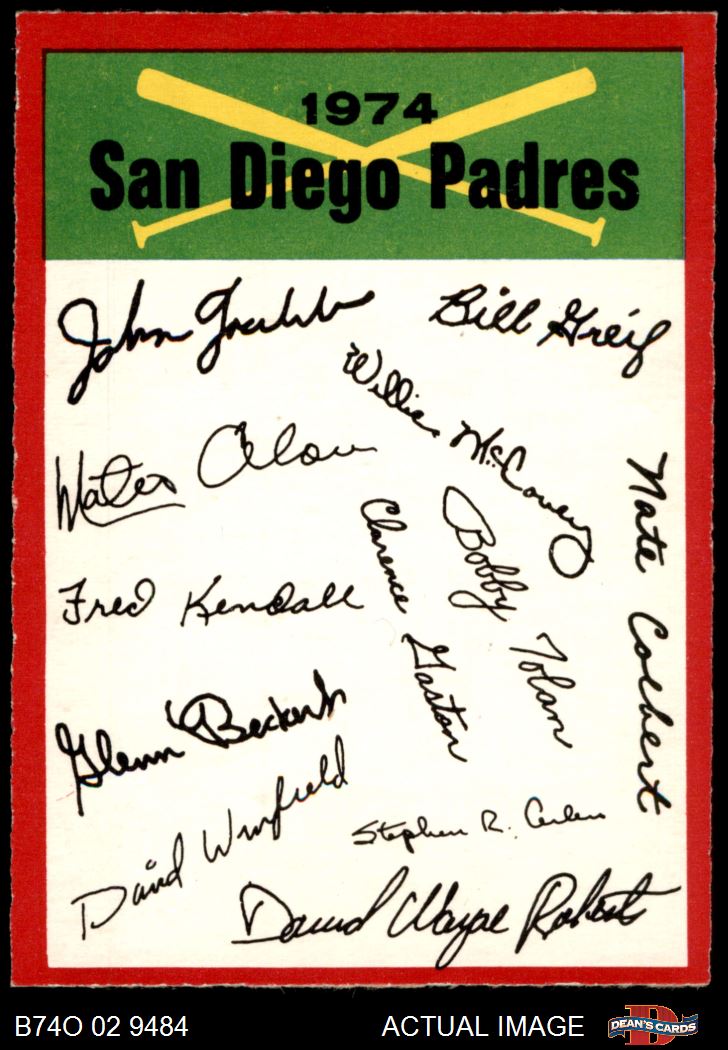 1974
San Diego Padres
John Grubb
Bill Greif
Willie McCovey
Mateo Alou
Nate Colbert
Clarence Gaston
Bobby Tolan
Fred Kendall
Glenn Beckert
David Winfield
Stephen R. Arlin
David Wayne Roberts
B74O 02 9484
ACTUAL IMAGE
DEAN'S CARDS